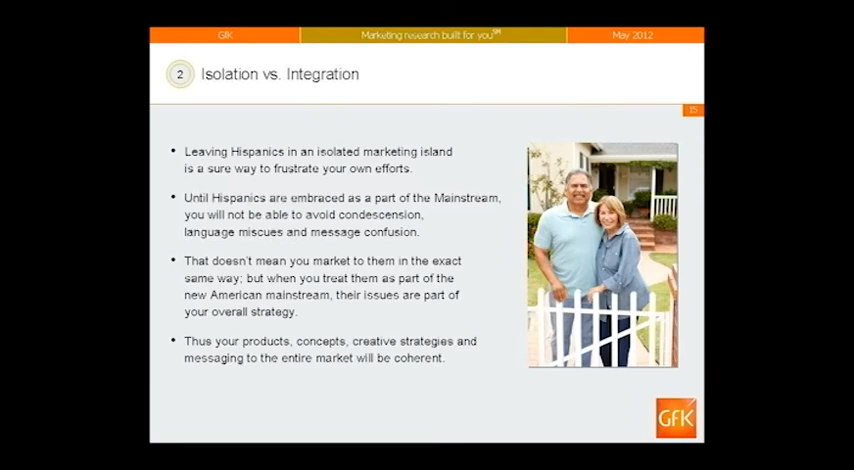 GfK
Marketing research built for you℠
May 2012
2
Isolation vs. Integration
15
• Leaving Hispanics in an isolated marketing island
is a sure way to frustrate your own efforts.
• Until Hispanics are embraced as a part of the Mainstream,
you will not be able to avoid condescension,
language miscues and message confusion.
• That doesn't mean you market to them in the exact
same way; but when you treat them as part of the
new American mainstream, their issues are part of
your overall strategy.
• Thus your products, concepts, creative strategies and
messaging to the entire market will be coherent.
GFK